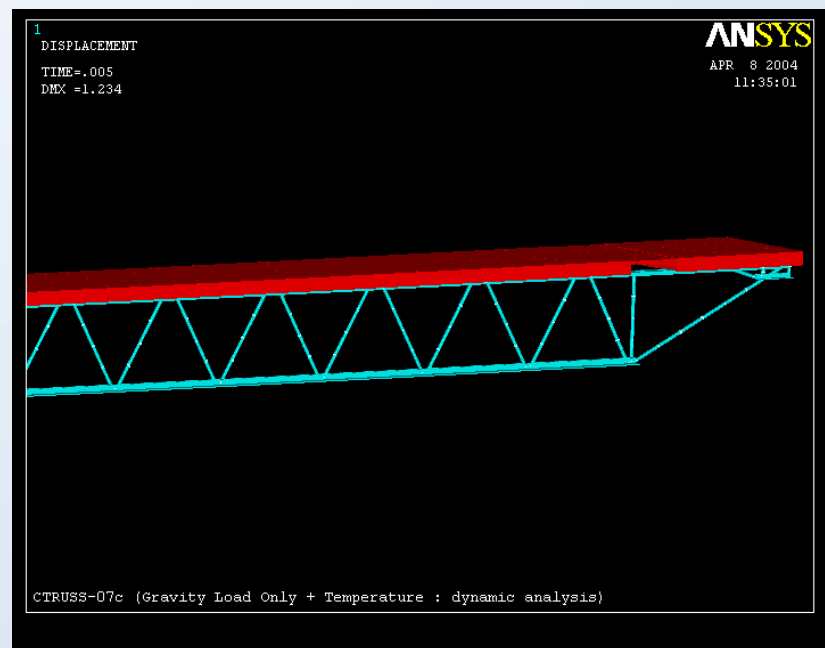 1
DISPLACEMENT
TIME=.005
DMX =1.234
ANSYS
APR  8 2004
11:35:01
CTRUSS-07c (Gravity Load Only + Temperature : dynamic analysis)